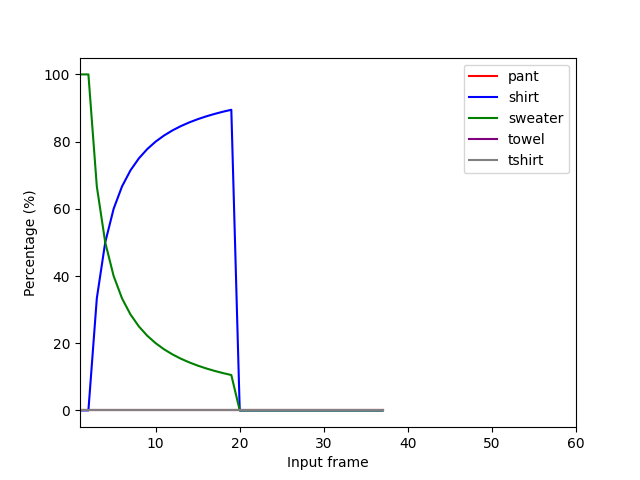 100
80
60
40
20
0
Percentage (%)
10 20 30 40 50 60
Input frame
pant
shirt
sweater
towel
tshirt